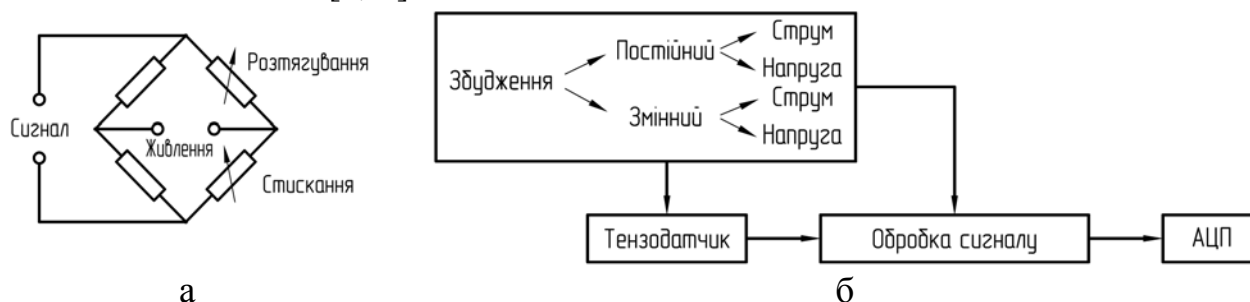 Розтягування
Сигнал
Живлення
Стискання
а
Збудження
Постійний
Струм
Напруга
Змінний
Струм
Напруга
Тензодатчик
Обробка сигналу
АЦП
б